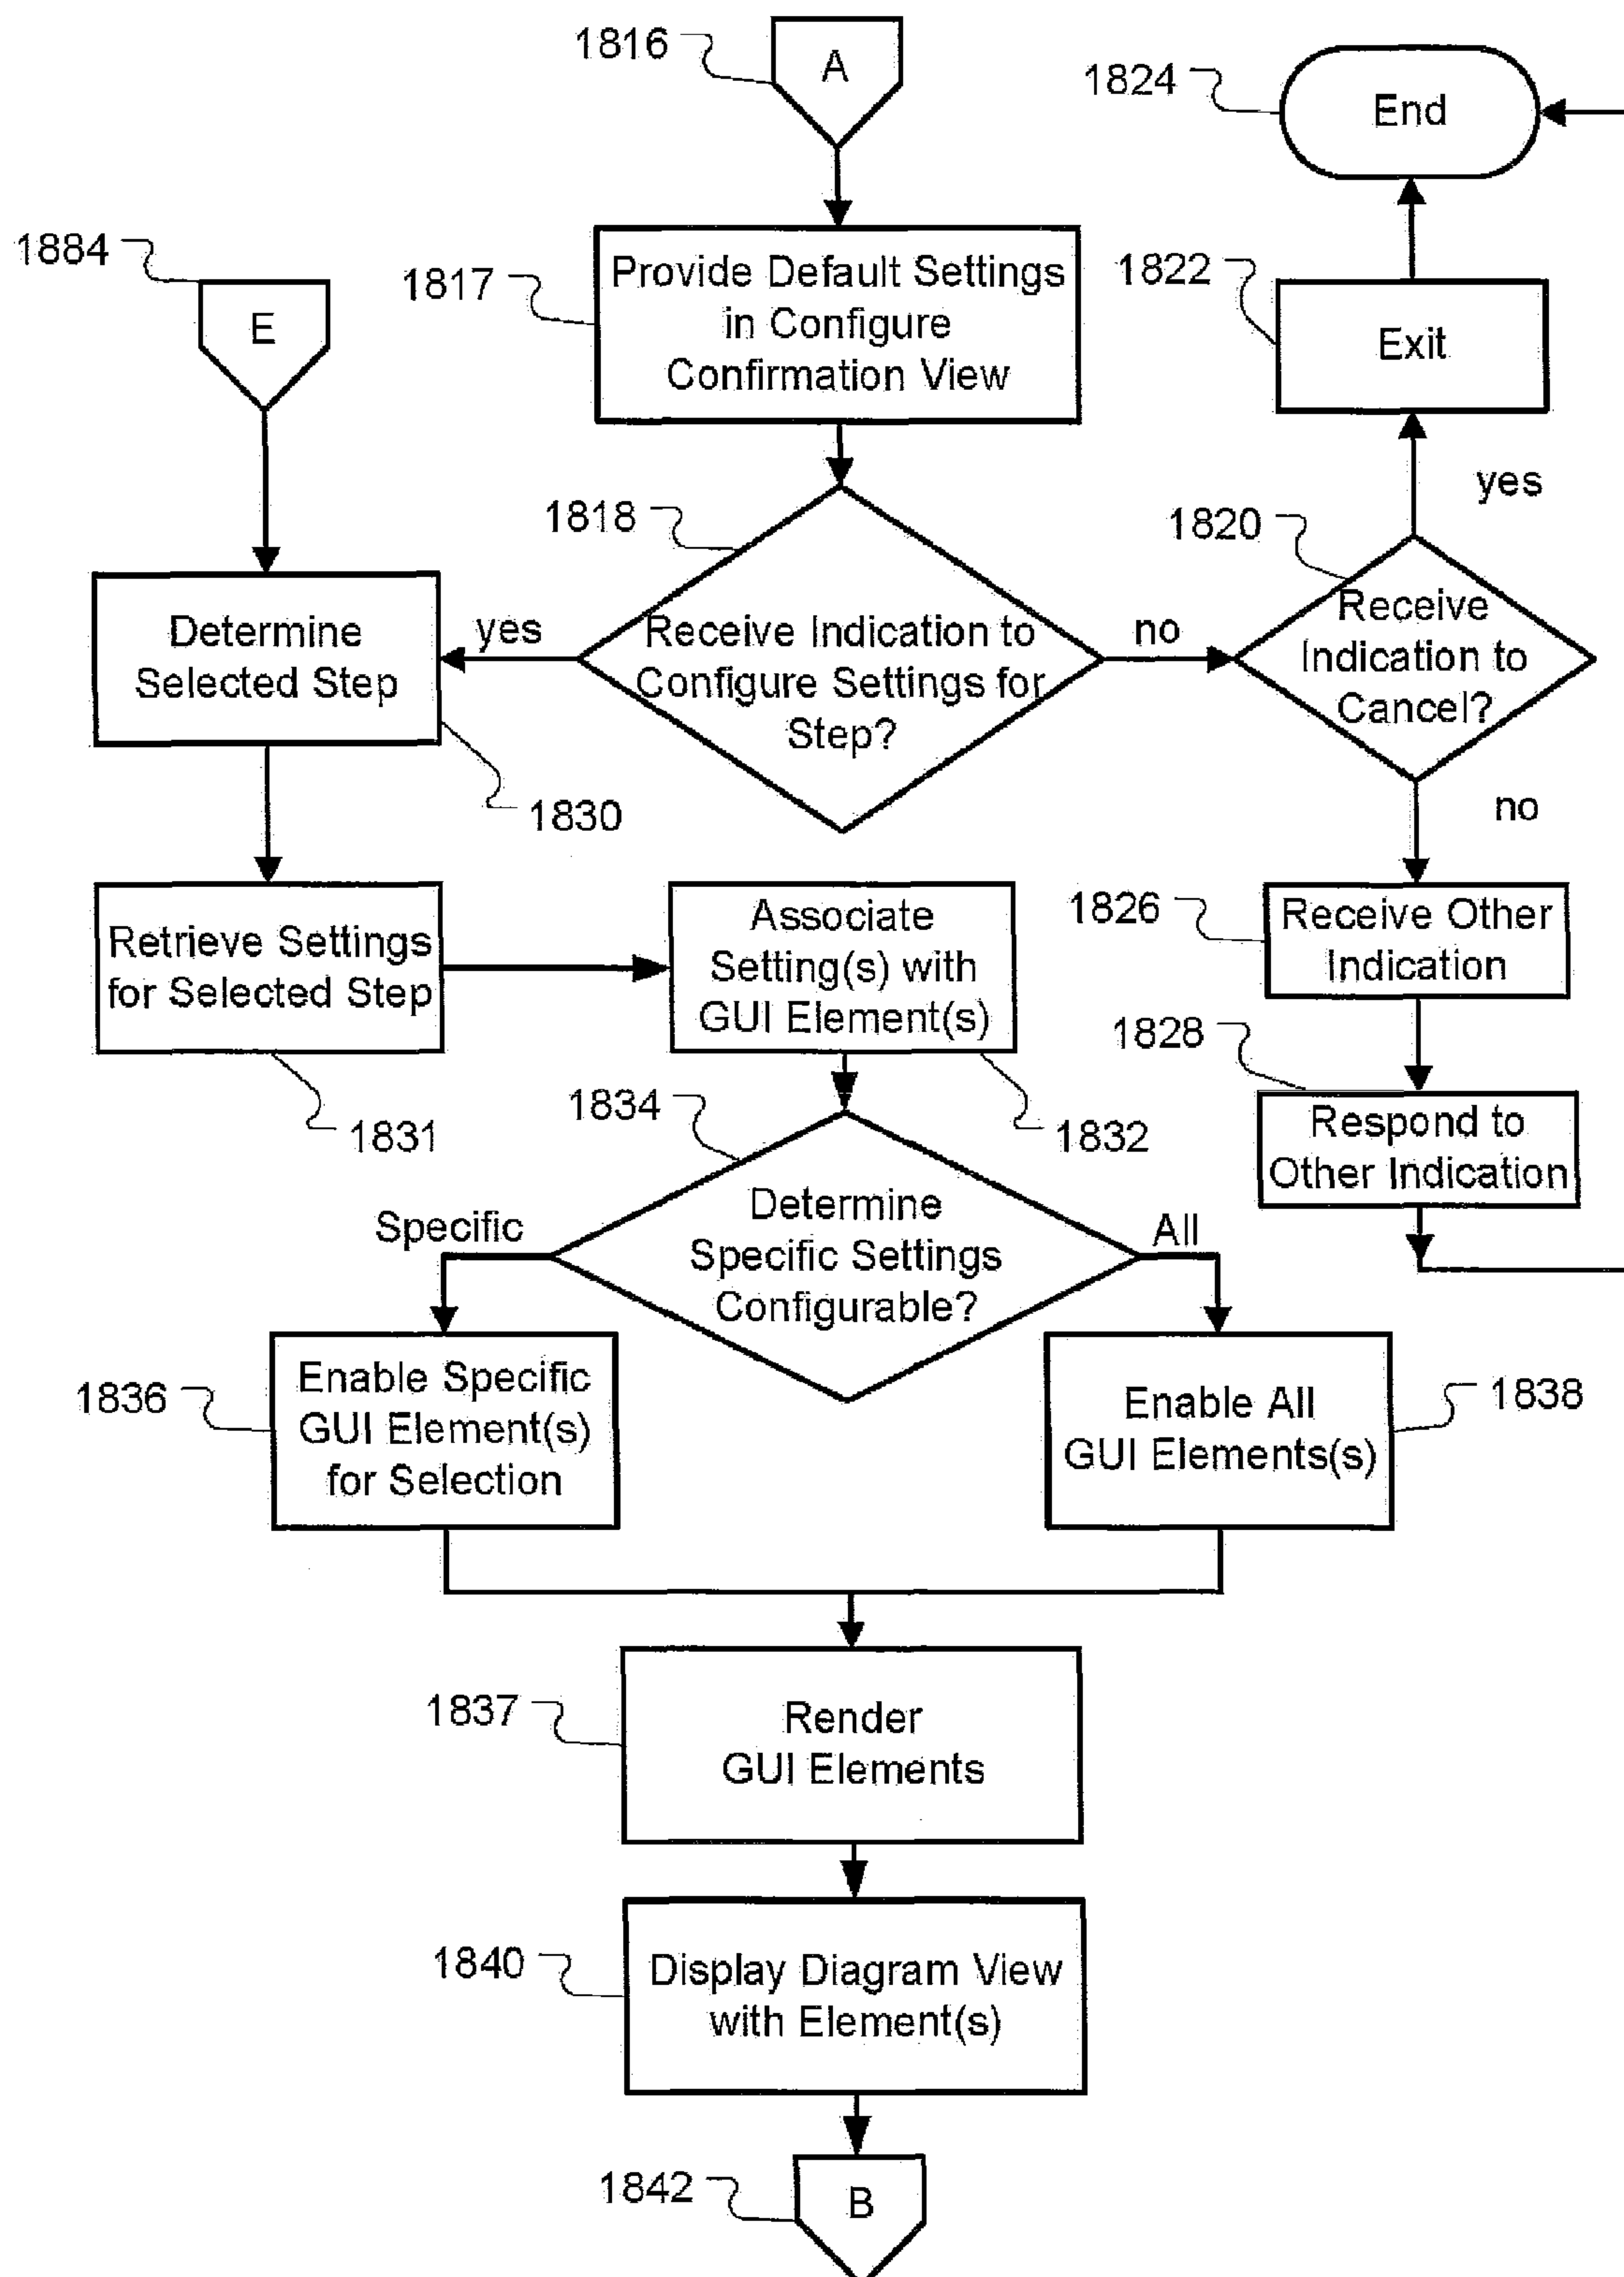 1816
A
1824
End
1884
E
1817
Provide Default Settings
in Configure
Confirmation View
1822
Exit
yes
1818
1820
Determine
Selected Step
yes
Receive Indication to
Configure Settings for
Step?
no
Receive
Indication to
Cancel?
1830
no
Retrieve Settings
for Selected Step
Associate
Setting(s) with
GUI Element(s)
1826
Receive Other
Indication
1828
1831
1834
1832
Respond to
Other Indication
Specific
Determine
Specific Settings
Configurable?
All
1836
Enable Specific
GUI Element(s)
for Selection
Enable All
GUI Elements(s)
1838
1837
Render
GUI Elements
1840
Display Diagram View
with Element(s)
1842
B